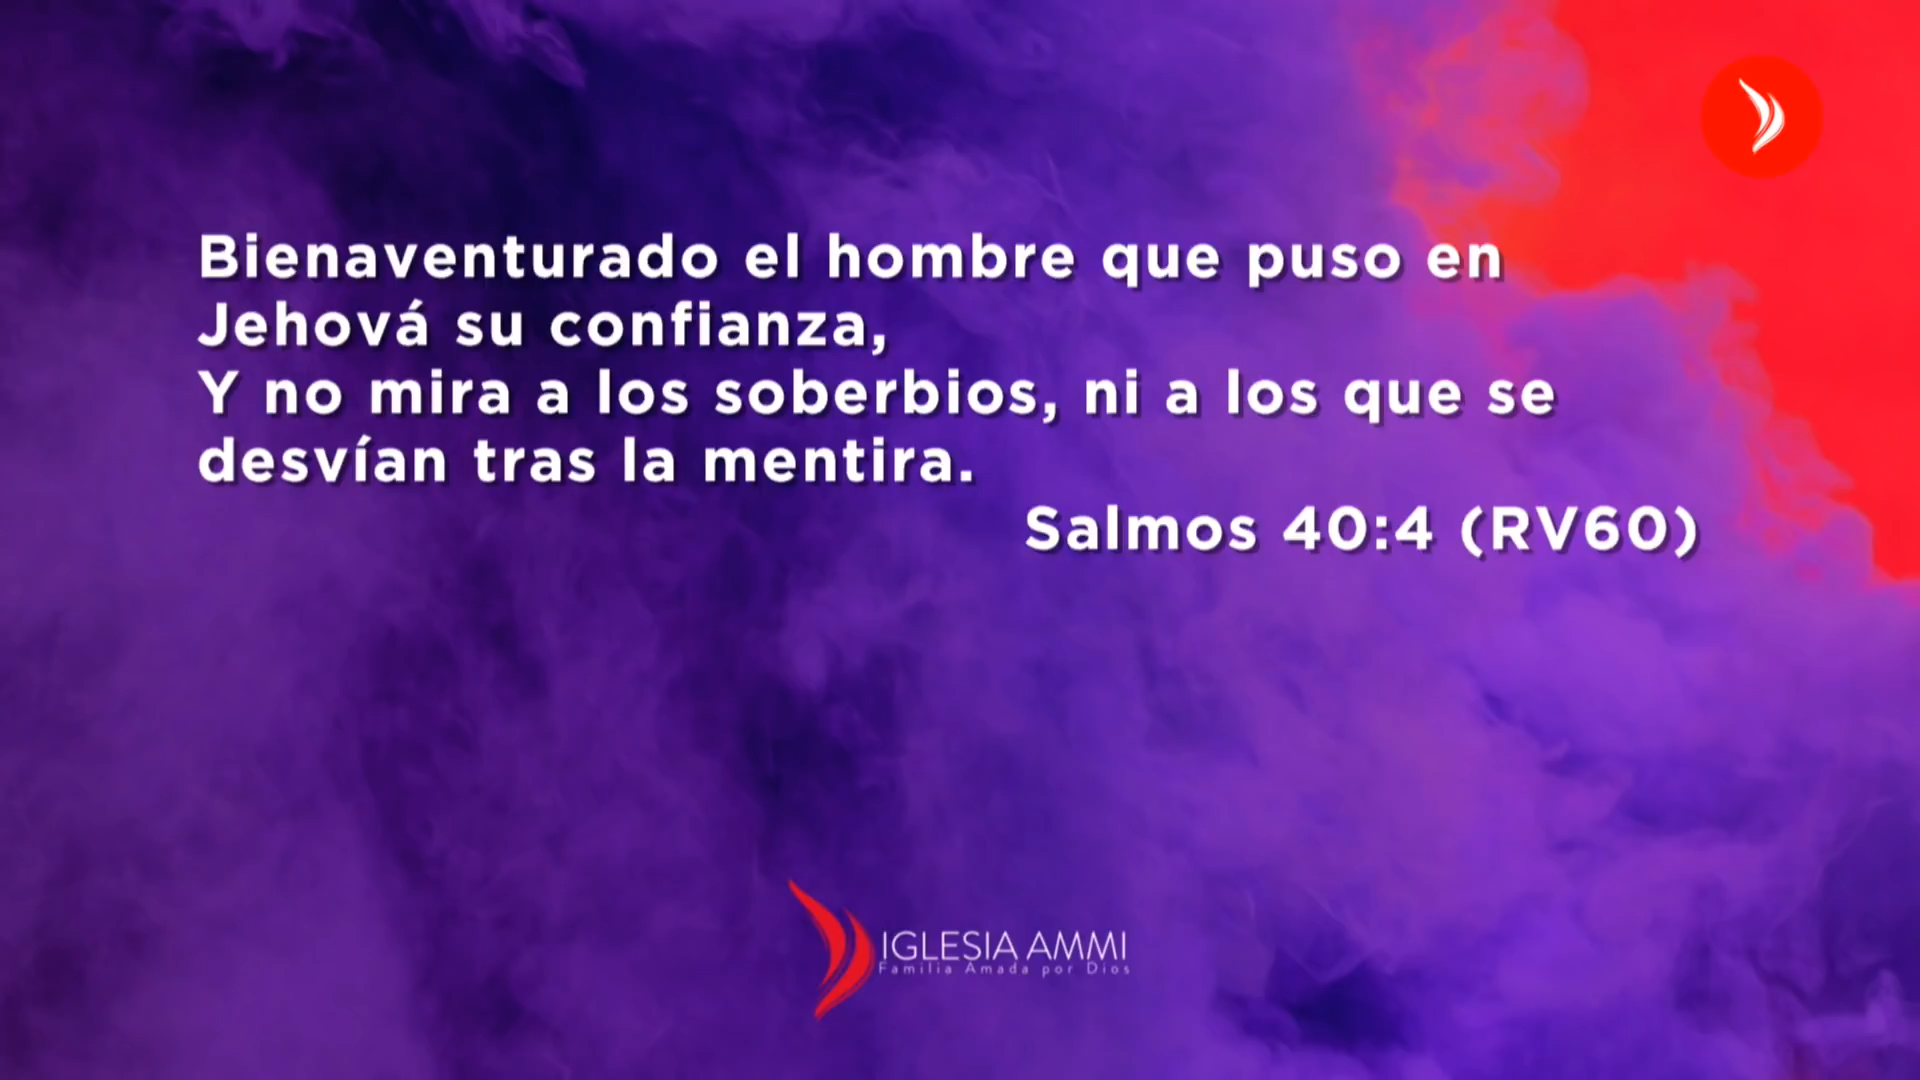 Bienaventurado el hombre que puso en
Jehová su confianza,
Y no mira a los soberbios, ni a los que se
desvían tras la mentira.
Salmos 40:4 (RV60)
IGLESIA AMMI
Familia Amada por Dios